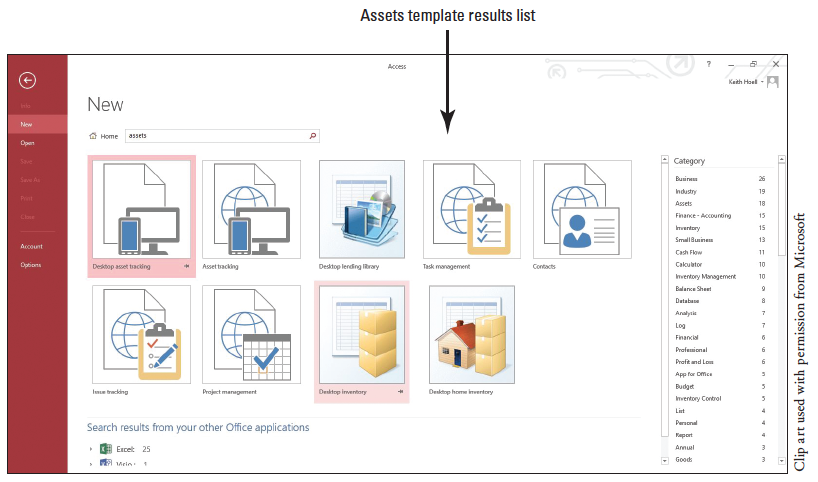 Assets template results list
Access
?
Keith Hoell
New
Open
Save
Save As
Print
Close
Account
Options
New
Home
assets
Desktop asset tracking
Asset tracking
Desktop lending library
Task management
Contacts
Issue tracking
Project management
Desktop inventory
Desktop home inventory
Search results from your other Office applications
Excel: 25
Category
Business 26
Industry 19
Assets 18
Finance - Accounting 15
Inventory 15
Small Business 13
Cash Flow 11
Calculator 10
Inventory Management 10
Balance Sheet 9
Database 8
Analysis 7
Log 7
Financial 6
Professional 6
Profit and Loss 6
App for Office 5
Budget 5
Inventory Control 5
List 4
Personal 4
Report 4
Annual 3
Goods 3
Clip art used with permission from Microsoft